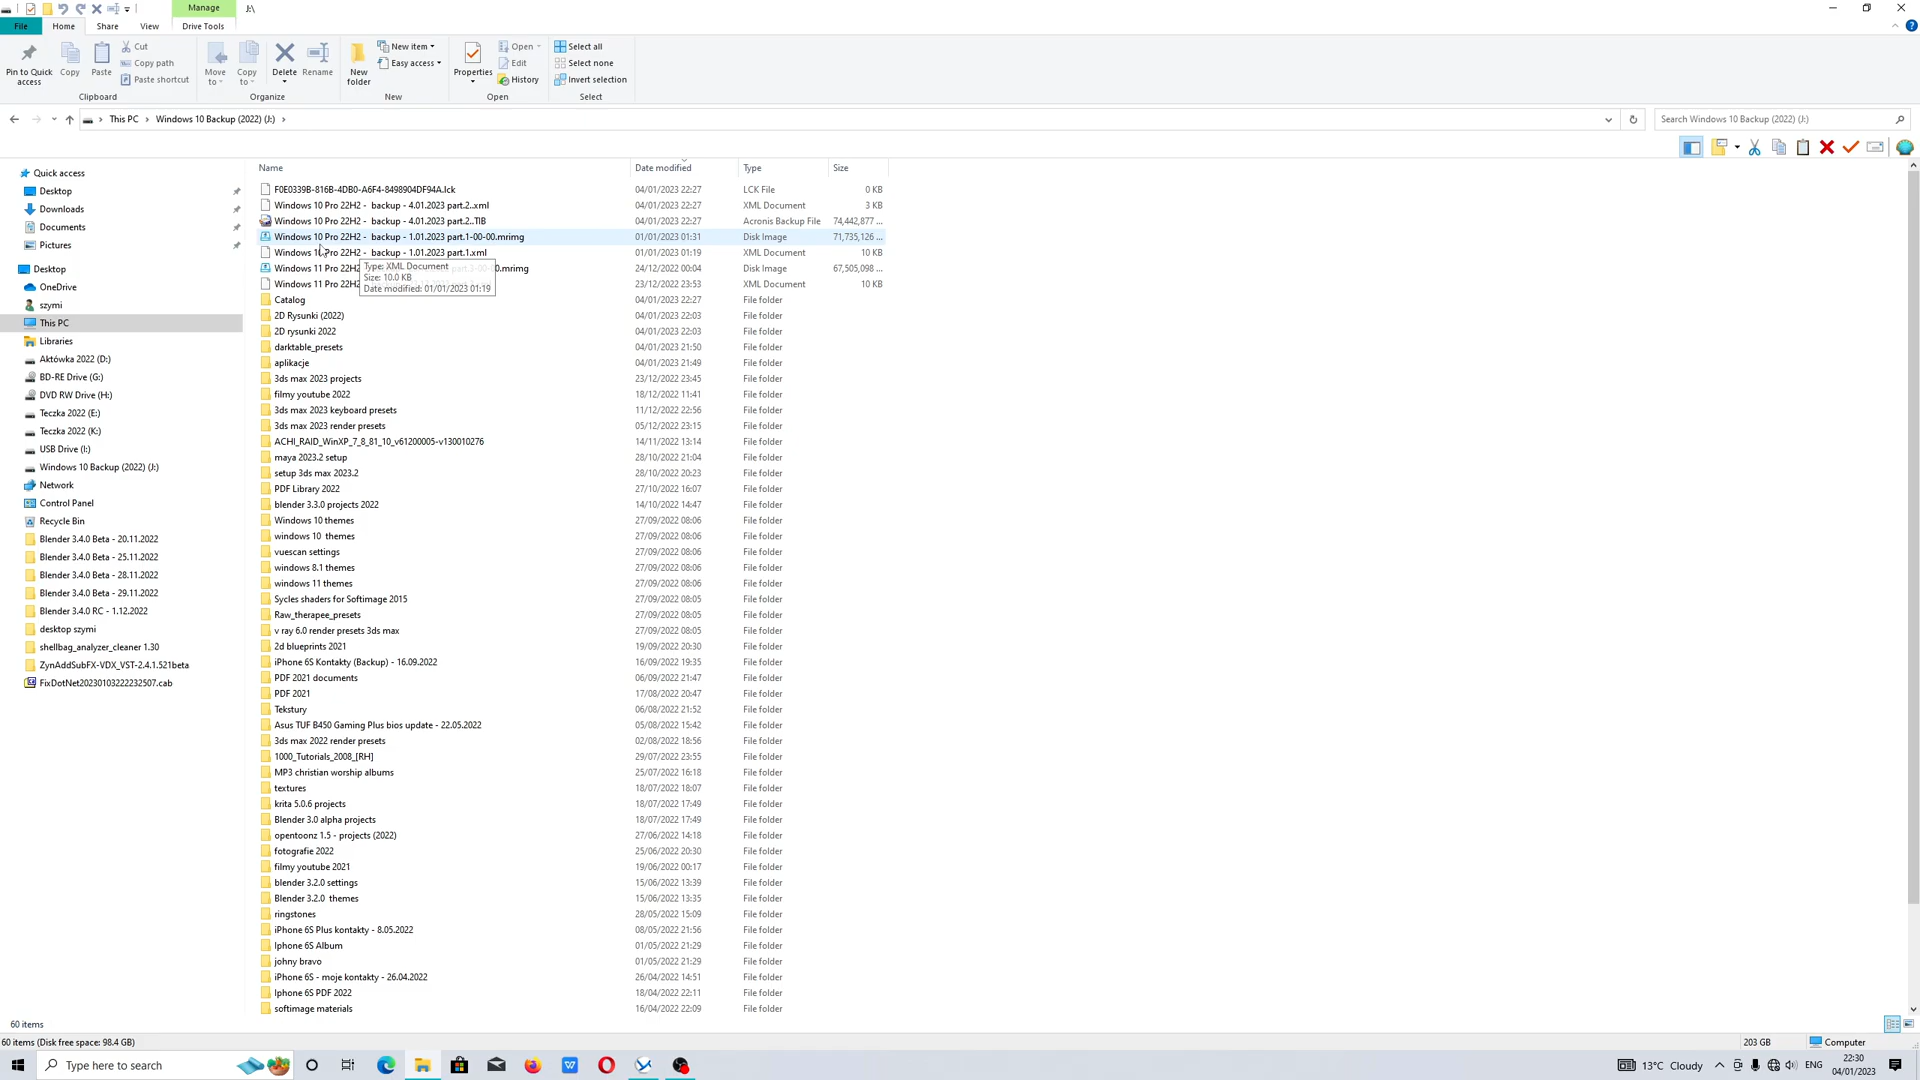 Manage
J:\
File
Home
Share
View
Drive Tools
Pin to Quick access
Copy
Paste
Cut
Copy path
Paste shortcut
Clipboard
Move to
Copy to
Delete
Rename
Organize
New folder
New item
Easy access
New
Properties
Open
Edit
History
Open
Select all
Select none
Invert selection
Select
This PC > Windows 10 Backup (2022) (J:) >
Search Windows 10 Backup (2022) (J:)
Quick access
Desktop
Downloads
Documents
Pictures
Desktop
OneDrive
szymi
This PC
Libraries
Aktówka 2022 (D:)
BD-RE Drive (G:)
DVD RW Drive (H:)
Teczka 2022 (E:)
Teczka 2022 (K:)
USB Drive (I:)
Windows 10 Backup (2022) (J:)
Network
Control Panel
Recycle Bin
Blender 3.4.0 Beta - 20.11.2022
Blender 3.4.0 Beta - 25.11.2022
Blender 3.4.0 Beta - 28.11.2022
Blender 3.4.0 Beta - 29.11.2022
Blender 3.4.0 RC - 1.12.2022
desktop szymi
shellbag_analyzer_cleaner 1.30
ZynAddSubFX-VDX_VST-2.4.1.521beta
FixDotNet20230103222232507.cab
Name Date modified Type Size
F0E0339B-816B-4DB0-A6F4-8498904DF94A.lck 04/01/2023 22:27 LCK File 0 KB
Windows 10 Pro 22H2 - backup - 4.01.2023 part.2..xml 04/01/2023 22:27 XML Document 3 KB
Windows 10 Pro 22H2 - backup - 4.01.2023 part.2..TIB 04/01/2023 22:27 Acronis Backup File 74,442,877 ...
Windows 10 Pro 22H2 - backup - 1.01.2023 part.1-00-00.mrimg 01/01/2023 01:31 Disk Image 71,735,126 ...
Windows 10 Pro 22H2 - backup - 1.01.2023 part.1.xml 01/01/2023 01:19 XML Document 10 KB
Windows 11 Pro 22H2 0.mrimg 24/12/2022 00:04 Disk Image 67,505,098 ...
Windows 11 Pro 22H2 23/12/2022 23:53 XML Document 10 KB
Type: XML Document
Size: 10.0 KB
Date modified: 01/01/2023 01:19
Catalog 04/01/2023 22:27 File folder
2D Rysunki (2022) 04/01/2023 22:03 File folder
2D rysunki 2022 04/01/2023 22:03 File folder
darktable_presets 04/01/2023 21:50 File folder
aplikacje 04/01/2023 21:49 File folder
3ds max 2023 projects 23/12/2022 23:45 File folder
filmy youtube 2022 18/12/2022 11:41 File folder
3ds max 2023 keyboard presets 11/12/2022 22:56 File folder
3ds max 2023 render presets 05/12/2022 23:15 File folder
ACHI_RAID_WinXP_7_8_81_10_v61200005-v130010276 14/11/2022 13:14 File folder
maya 2023.2 setup 28/10/2022 21:04 File folder
setup 3ds max 2023.2 28/10/2022 20:23 File folder
PDF Library 2022 27/10/2022 16:07 File folder
blender 3.3.0 projects 2022 14/10/2022 14:47 File folder
Windows 10 themes 27/09/2022 08:06 File folder
windows 10 themes 27/09/2022 08:06 File folder
vuescan settings 27/09/2022 08:06 File folder
windows 8.1 themes 27/09/2022 08:06 File folder
windows 11 themes 27/09/2022 08:06 File folder
Sycles shaders for Softimage 2015 27/09/2022 08:05 File folder
Raw_therapee_presets 27/09/2022 08:05 File folder
v ray 6.0 render presets 3ds max 27/09/2022 08:05 File folder
2d blueprints 2021 19/09/2022 20:30 File folder
iPhone 6S Kontakty (Backup) - 16.09.2022 16/09/2022 19:35 File folder
PDF 2021 documents 06/09/2022 21:47 File folder
PDF 2021 17/08/2022 20:47 File folder
Tekstury 06/08/2022 21:52 File folder
Asus TUF B450 Gaming Plus bios update - 22.05.2022 05/08/2022 15:42 File folder
3ds max 2022 render presets 02/08/2022 18:56 File folder
1000_Tutorials_2008_[RH] 29/07/2022 23:55 File folder
MP3 christian worship albums 25/07/2022 16:18 File folder
textures 18/07/2022 18:07 File folder
krita 5.0.6 projects 18/07/2022 17:49 File folder
Blender 3.0 alpha projects 18/07/2022 17:49 File folder
opentoonz 1.5 - projects (2022) 27/06/2022 14:18 File folder
fotografie 2022 25/06/2022 20:30 File folder
filmy youtube 2021 19/06/2022 00:17 File folder
blender 3.2.0 settings 15/06/2022 13:39 File folder
Blender 3.2.0 themes 15/06/2022 13:35 File folder
ringstones 28/05/2022 15:09 File folder
iPhone 6S Plus kontakty - 8.05.2022 08/05/2022 21:56 File folder
Iphone 6S Album 01/05/2022 21:29 File folder
johny bravo 01/05/2022 21:29 File folder
iPhone 6S - moje kontakty - 26.04.2022 26/04/2022 14:51 File folder
Iphone 6S PDF 2022 18/04/2022 22:11 File folder
softimage materials 16/04/2022 22:09 File folder
60 items
60 items (Disk free space: 98.4 GB) 203 GB Computer
Type here to search
13°C Cloudy
ENG
22:30
04/01/2023